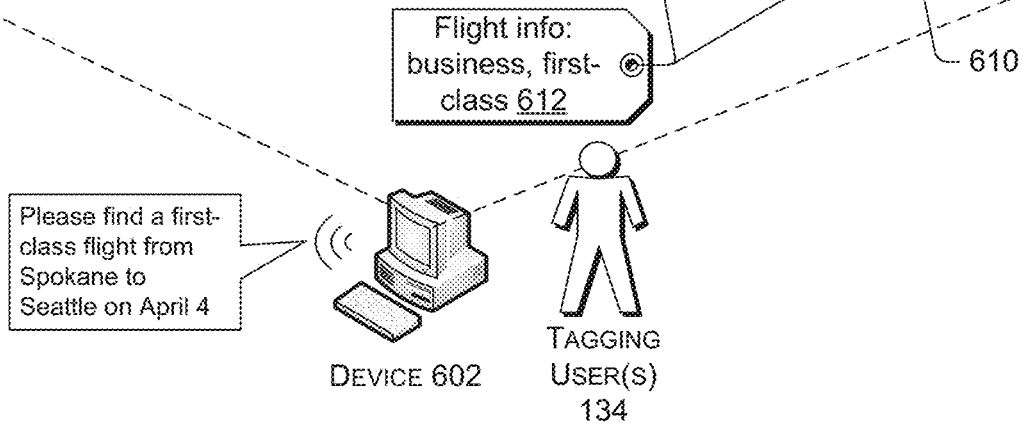 Flight info:
business, first-
class 612
610
Please find a first-
class flight from
Spokane to
Seattle on April 4
DEVICE 602
TAGGING
USER(S)
134